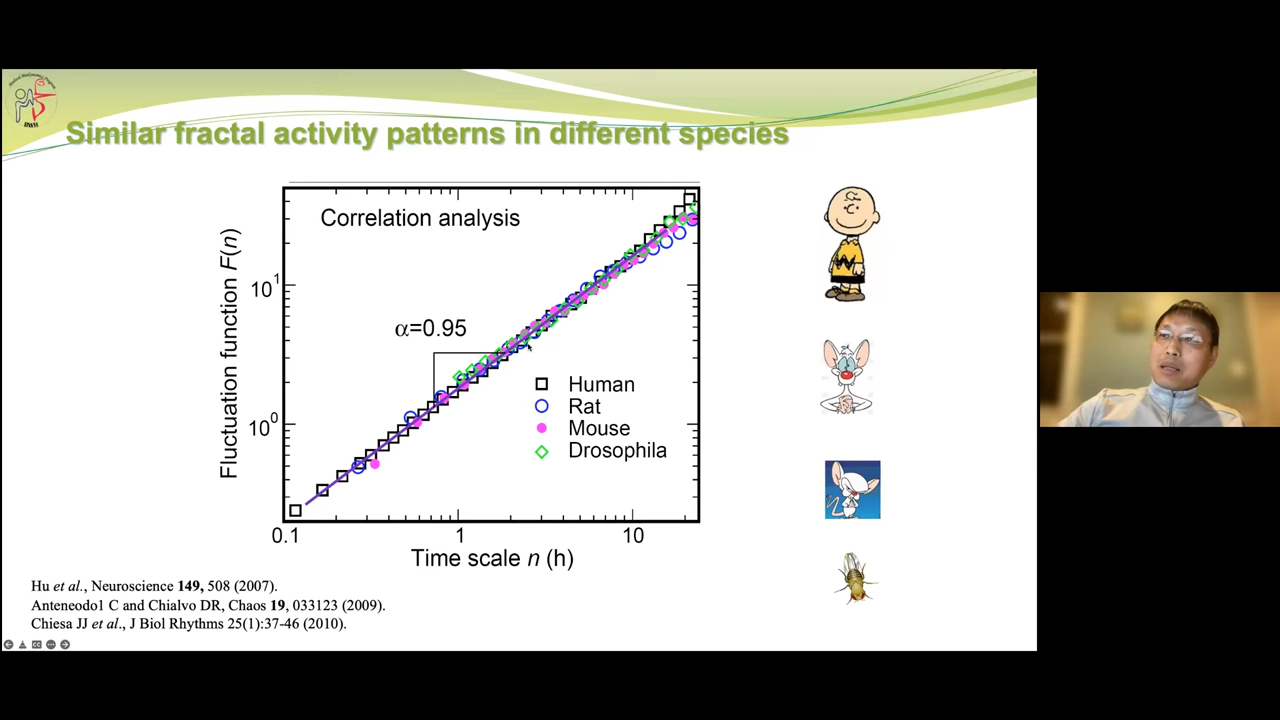 Similar fractal activity patterns in different species
Correlation analysis
Fluctuation function F(n)
10¹
10⁰
α=0.95
Human
Rat
Mouse
Drosophila
0.1
1
10
Time scale n (h)
Hu et al., Neuroscience 149, 508 (2007).
Anteneodo1 C and Chialvo DR, Chaos 19, 033123 (2009).
Chiesa JJ et al., J Biol Rhythms 25(1):37-46 (2010).